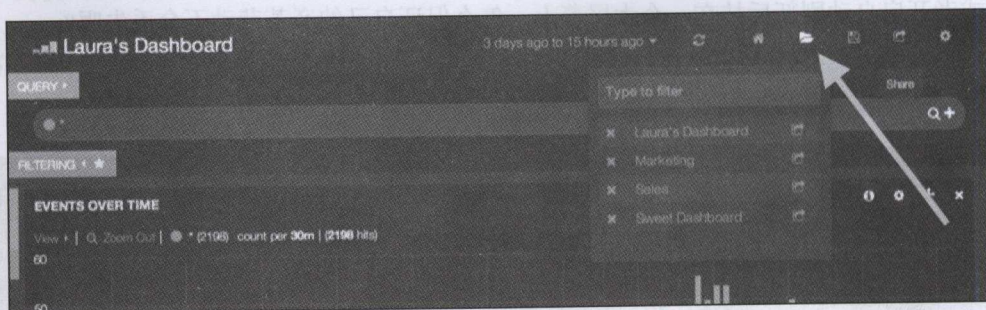 Laura's Dashboard
3 days ago to 15 hours ago
QUERY
Share
Type to filter
*
Laura's Dashboard
Marketing
FILTERING
Sales
EVENTS OVER TIME
Sweet Dashboard
View | Zoom Out | * (2198) count per 30m | (2198 hits)
60
50